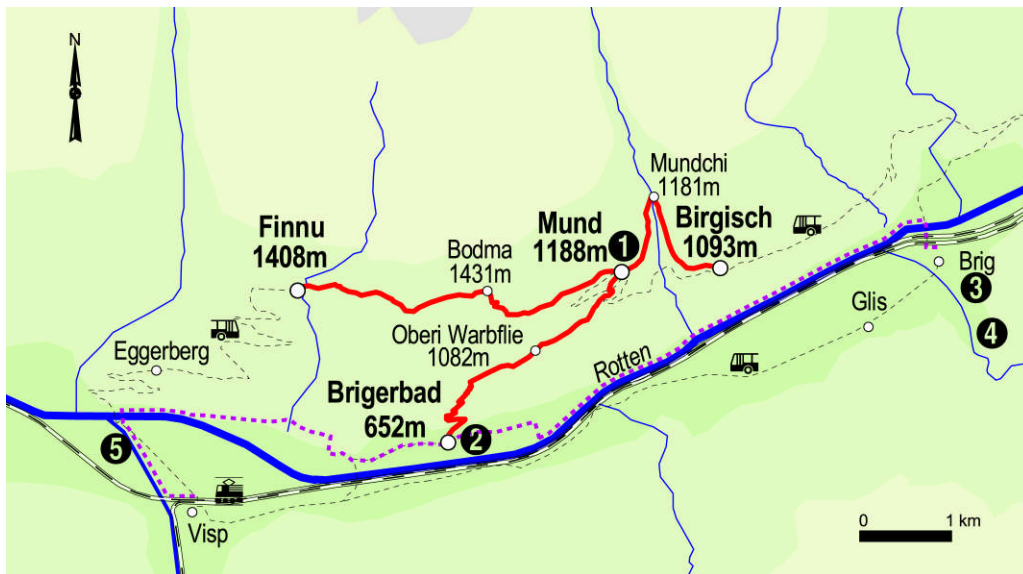 N
Mundchi
1181m
Finnu
1408m
Bodma
1431m
Mund
1188m
1
Birgisch
1093m
Brig
3
Glis
4
Oberi Warbflie
1082m
Rotten
Eggerberg
Brigerbad
652m
2
5
Visp
0 1 km